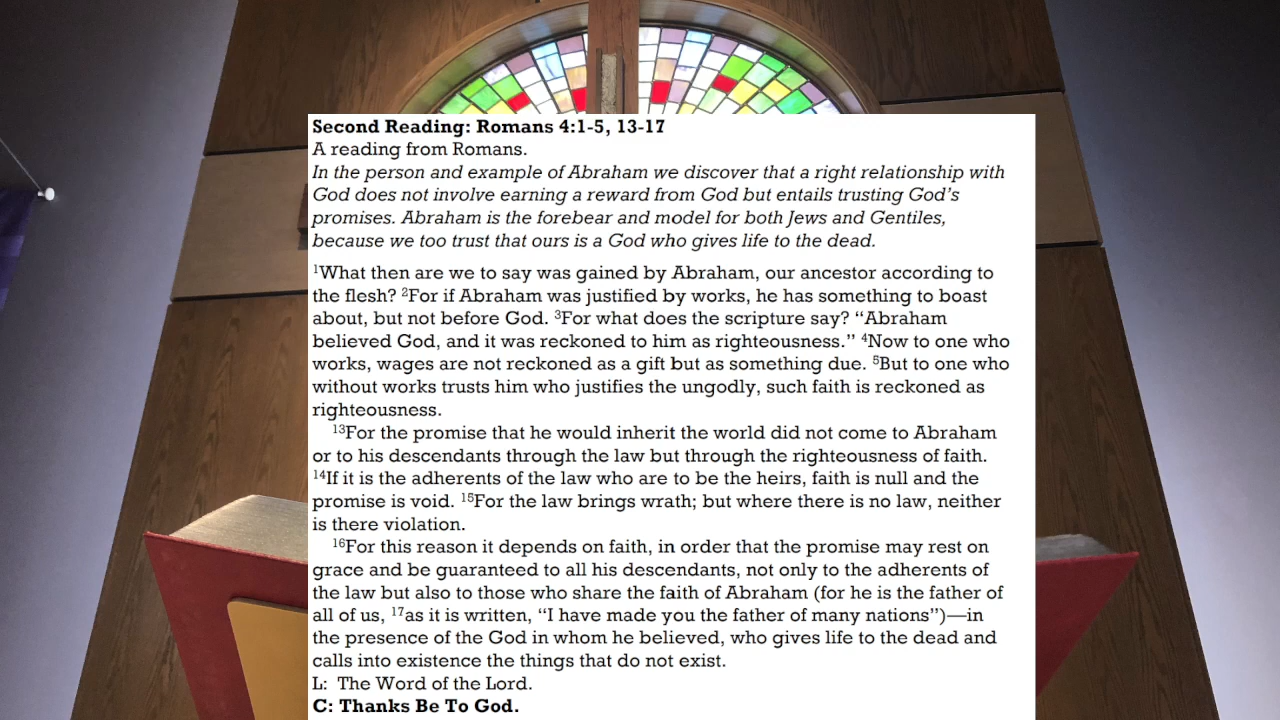 Second Reading: Romans 4:1-5, 13-17
A reading from Romans.
In the person and example of Abraham we discover that a right relationship with
God does not involve earning a reward from God but entails trusting God's
promises. Abraham is the forebear and model for both Jews and Gentiles,
because we too trust that ours is a God who gives life to the dead.
¹What then are we to say was gained by Abraham, our ancestor according to
the flesh? ²For if Abraham was justified by works, he has something to boast
about, but not before God. ³For what does the scripture say? “Abraham
believed God, and it was reckoned to him as righteousness.” ⁴Now to one who
works, wages are not reckoned as a gift but as something due. ⁵But to one who
without works trusts him who justifies the ungodly, such faith is reckoned as
righteousness.
¹³For the promise that he would inherit the world did not come to Abraham
or to his descendants through the law but through the righteousness of faith.
¹⁴If it is the adherents of the law who are to be the heirs, faith is null and the
promise is void. ¹⁵For the law brings wrath; but where there is no law, neither
is there violation.
¹⁶For this reason it depends on faith, in order that the promise may rest on
grace and be guaranteed to all his descendants, not only to the adherents of
the law but also to those who share the faith of Abraham (for he is the father of
all of us, ¹⁷as it is written, “I have made you the father of many nations”)—in
the presence of the God in whom he believed, who gives life to the dead and
calls into existence the things that do not exist.
L: The Word of the Lord.
C: Thanks Be To God.